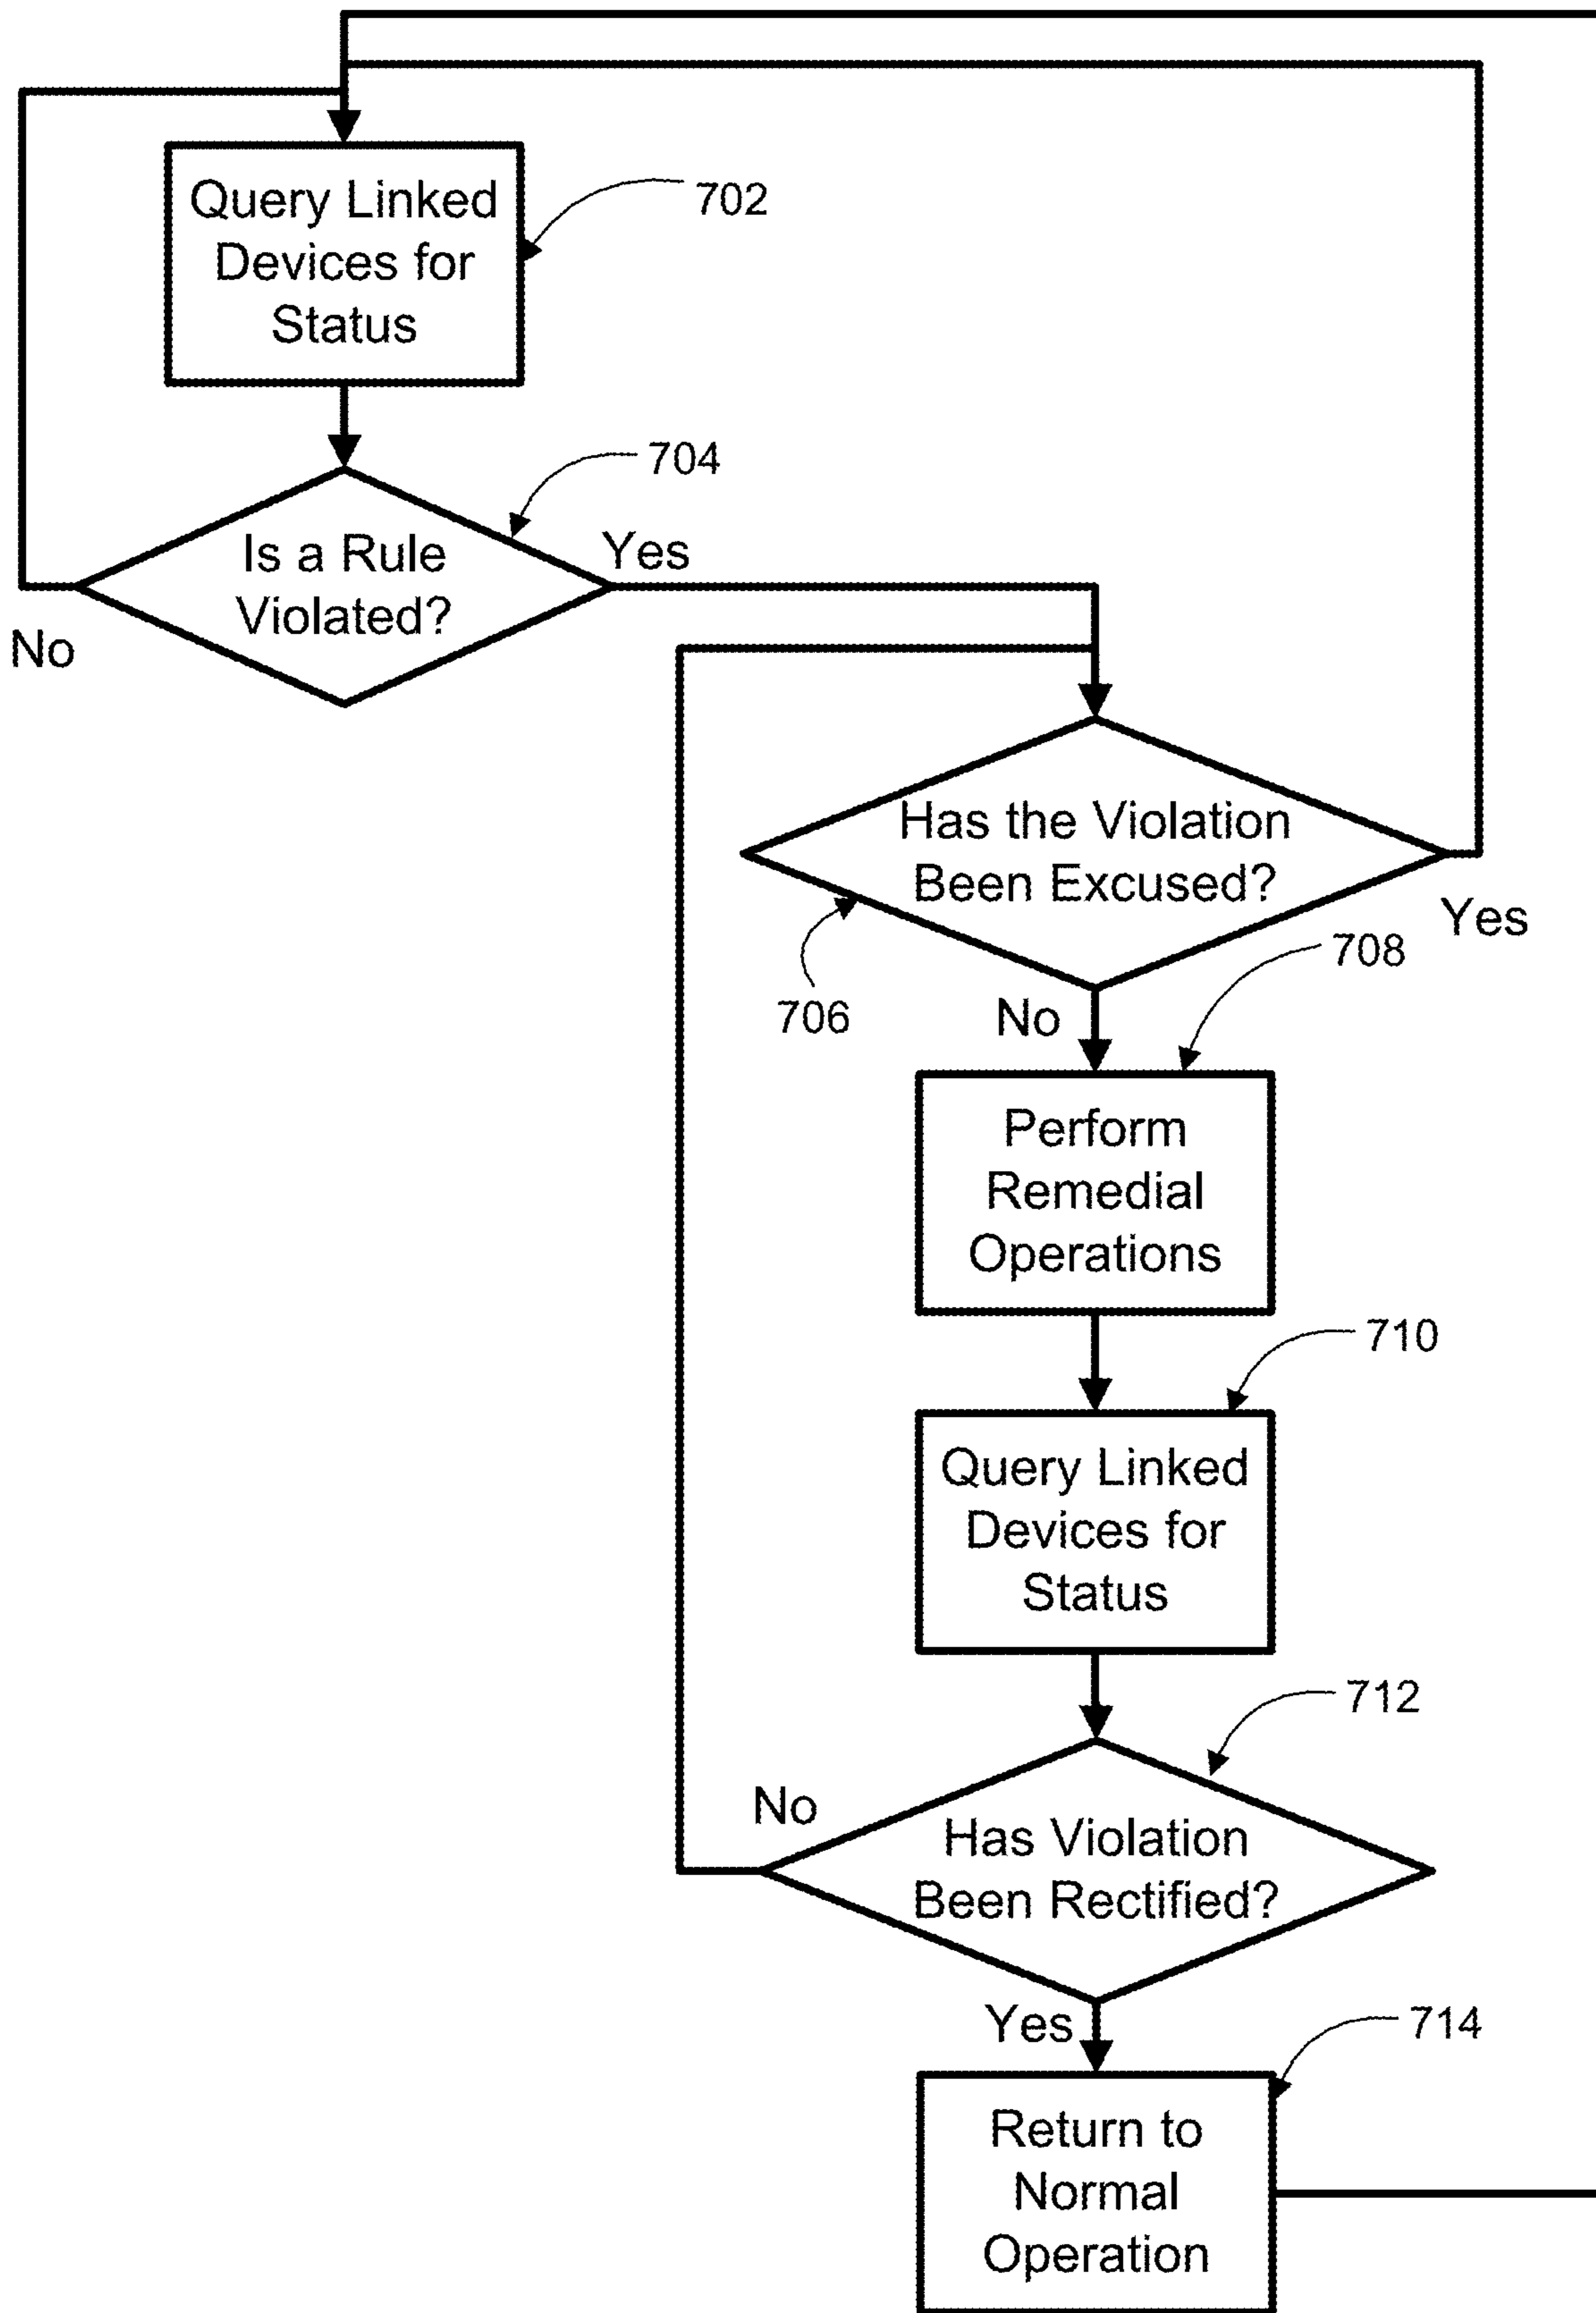 Query Linked
Devices for
Status
702
704
Is a Rule
Violated?
Yes
No
Has the Violation
Been Excused?
Yes
706
No
708
Perform
Remedial
Operations
710
Query Linked
Devices for
Status
712
No
Has Violation
Been Rectified?
Yes
714
Return to
Normal
Operation